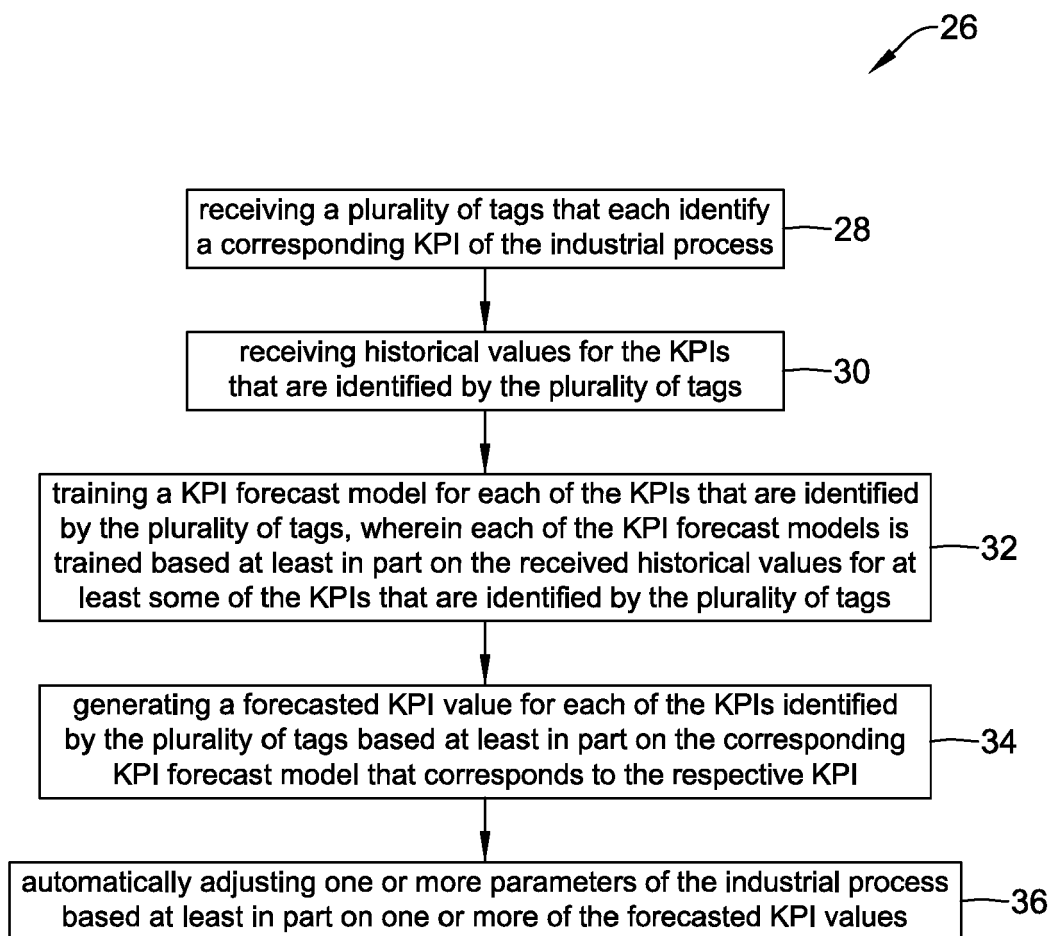 26
receiving a plurality of tags that each identify
a corresponding KPI of the industrial process
28
receiving historical values for the KPIs
that are identified by the plurality of tags
30
training a KPI forecast model for each of the KPIs that are identified
by the plurality of tags, wherein each of the KPI forecast models is
trained based at least in part on the received historical values for at
least some of the KPIs that are identified by the plurality of tags
32
generating a forecasted KPI value for each of the KPIs identified
by the plurality of tags based at least in part on the corresponding
KPI forecast model that corresponds to the respective KPI
34
automatically adjusting one or more parameters of the industrial process
based at least in part on one or more of the forecasted KPI values
36